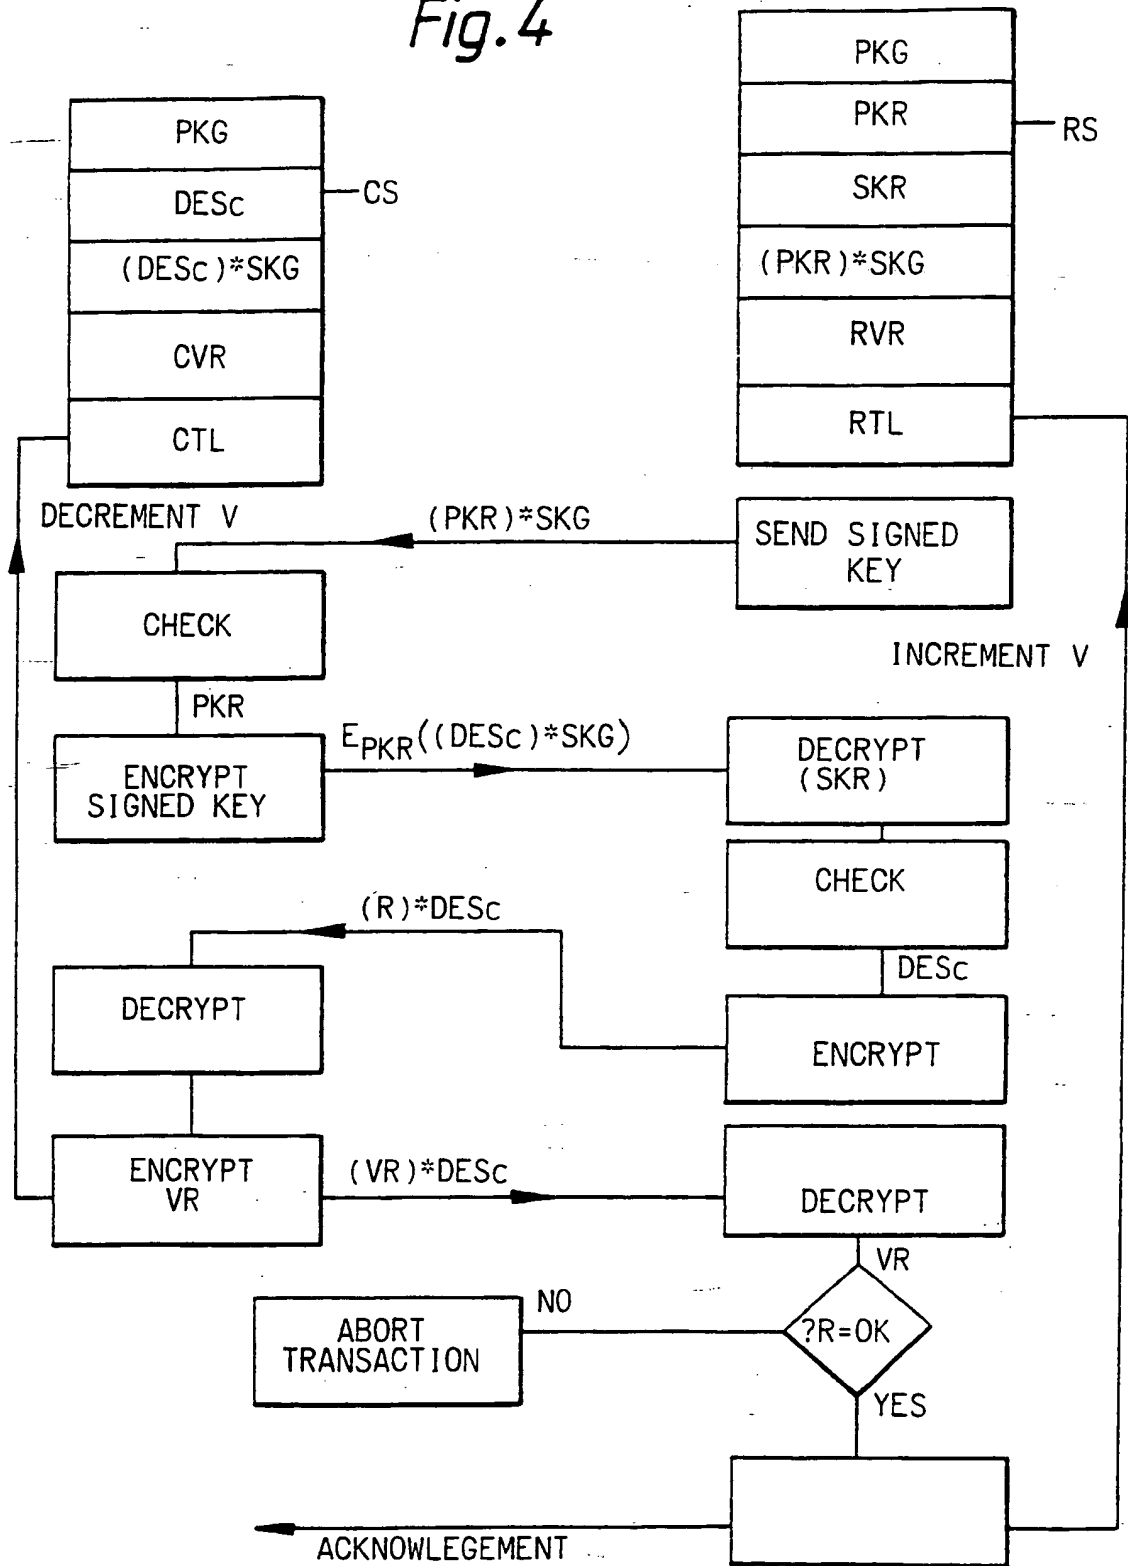 Fig. 4
PKG
DESc
CS
(DESc)*SKG
CVR
CTL
PKG
PKR
RS
SKR
(PKR)*SKG
RVR
RTL
DECREMENT V
(PKR)*SKG
SEND SIGNED
KEY
CHECK
INCREMENT V
PKR
ENCRYPT
SIGNED KEY
EPKR((DESc)*SKG)
DECRYPT
(SKR)
CHECK
DESc
(R)*DESc
ENCRYPT
DECRYPT
ENCRYPT
VR
(VR)*DESc
DECRYPT
VR
?R=OK
NO
ABORT
TRANSACTION
YES
ACKNOWLEGEMENT